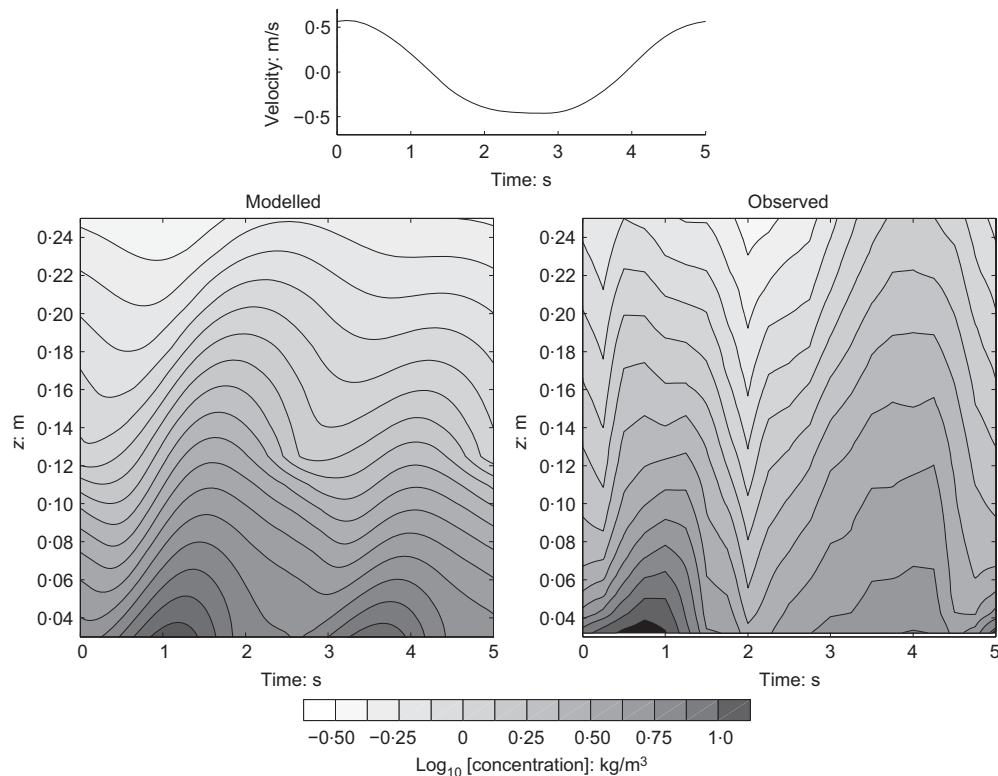 Velocity: m/s
0·5
0·0
−0·5
0 1 2 3 4 5
Time: s
Modelled
z: m
0·24
0·22
0·20
0·18
0·16
0·14
0·12
0·10
0·08
0·06
0·04
0 1 2 3 4 5
Time: s
Observed
z: m
0·24
0·22
0·20
0·18
0·16
0·14
0·12
0·10
0·08
0·06
0·04
0 1 2 3 4 5
Time: s
−0·50 −0·25 0 0·25 0·50 0·75 1·0
Log₁₀ [concentration]: kg/m³